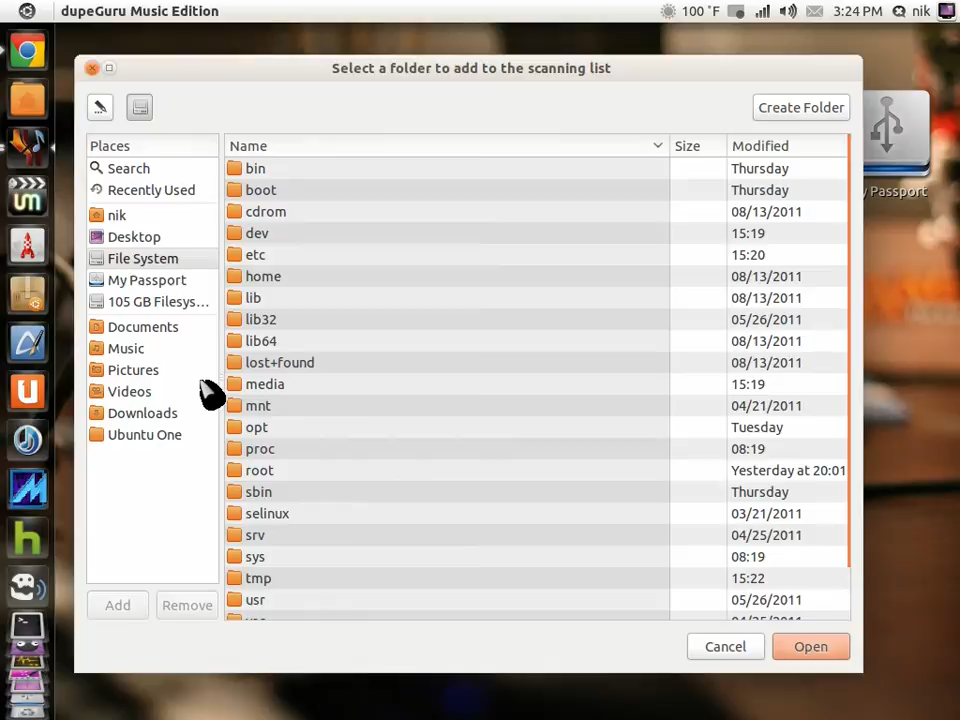 dupeGuru Music Edition 100 °F 3:24 PM nik
Select a folder to add to the scanning list
Create Folder
Places Name Size Modified
Search bin Thursday
Recently Used boot Thursday
cdrom 08/13/2011
nik
Desktop dev 15:19
File System etc 15:20
My Passport home 08/13/2011
105 GB Filesys... lib 08/13/2011
lib32 05/26/2011
Documents
Music lib64 08/13/2011
Pictures lost+found 08/13/2011
Videos media 15:19
Downloads mnt 04/21/2011
Ubuntu One opt Tuesday
proc 08:19
root Yesterday at 20:01
sbin Thursday
selinux 03/21/2011
srv 04/25/2011
sys 08:19
tmp 15:22
usr 05/26/2011
Add Remove
Cancel Open
Passport
um
U
h